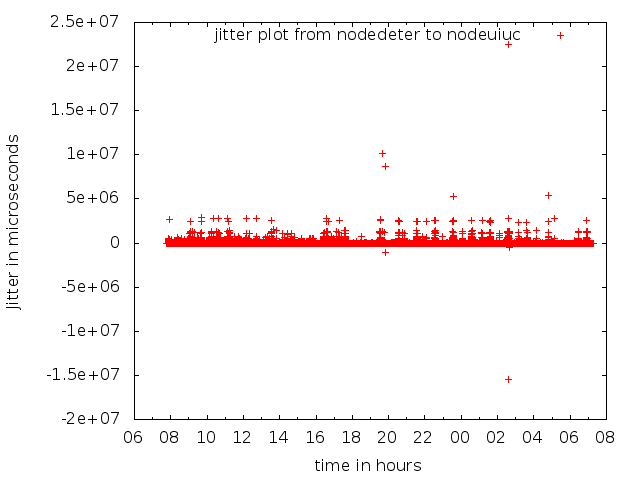 2.5e+07
jitter plot from nodedeter to nodeuiuc
2e+07
1.5e+07
1e+07
5e+06
0
-5e+06
-1e+07
-1.5e+07
-2e+07
Jitter in microseconds
06 08 10 12 14 16 18 20 22 00 02 04 06 08
time in hours